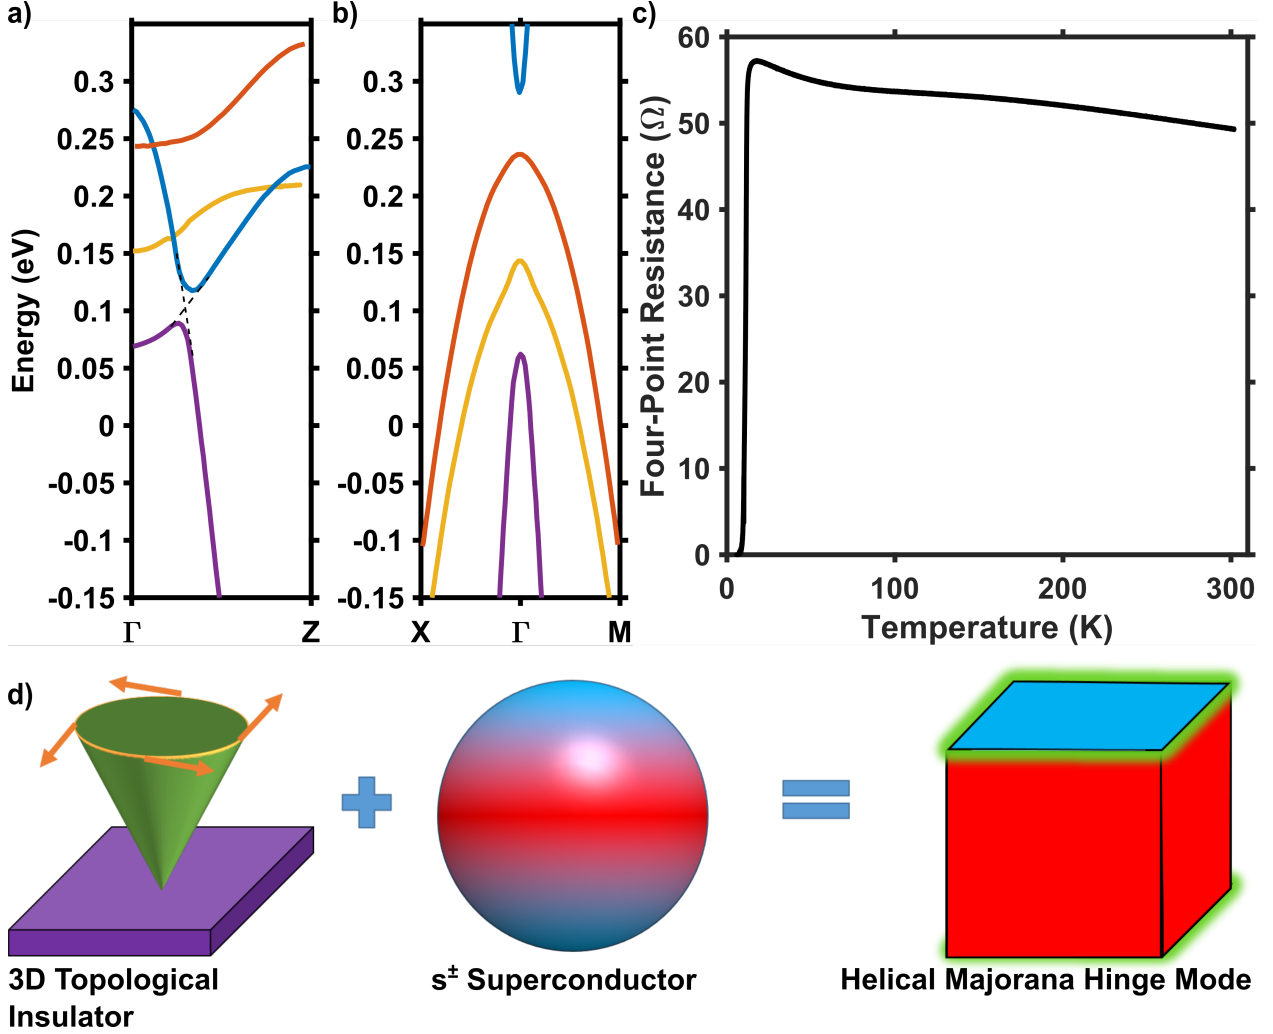 a)
0.3
0.25
0.2
0.15
0.1
0.05
0
-0.05
-0.1
-0.15
Energy (eV)
Γ Z
b)
0.3
0.25
0.2
0.15
0.1
0.05
0
-0.05
-0.1
-0.15
X Γ M
c)
60
50
40
30
20
10
0
Four-Point Resistance (Ω)
0 100 200 300
Temperature (K)
d)
3D Topological
Insulator
s± Superconductor
Helical Majorana Hinge Mode